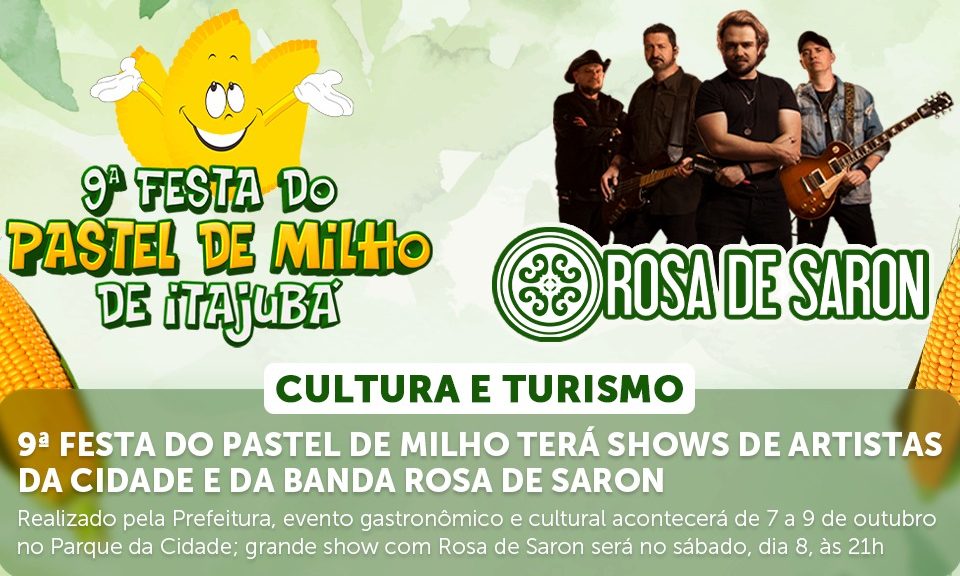 9ª FESTA DO
PASTEL DE MILHO
DE ITAJUBÁ
ROSA DE SARON
CULTURA E TURISMO
9ª FESTA DO PASTEL DE MILHO TERÁ SHOWS DE ARTISTAS
DA CIDADE E DA BANDA ROSA DE SARON
Realizado pela Prefeitura, evento gastronômico e cultural acontecerá de 7 a 9 de outubro
no Parque da Cidade; grande show com Rosa de Saron será no sábado, dia 8, às 21h